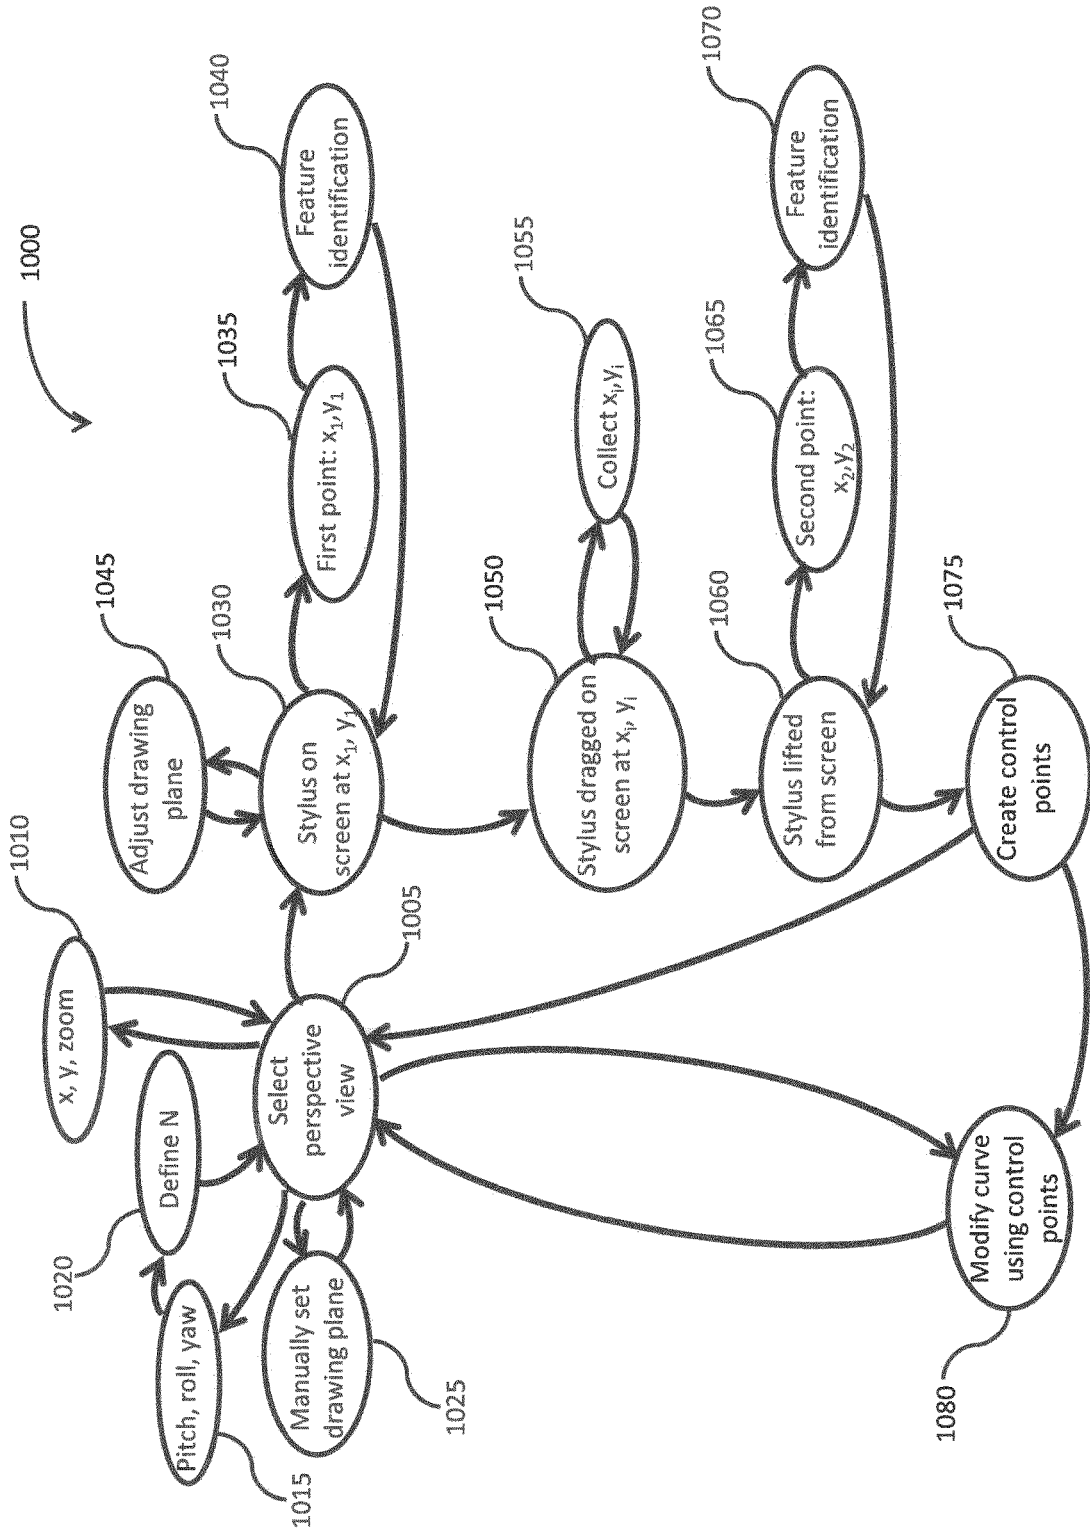 1000
1010
x, y, zoom
1020
Define N
1015
Pitch, roll, yaw
1025
Manually set
drawing plane
1005
Select
perspective
view
1045
Adjust drawing
plane
1030
Stylus on
screen at x₁, y₁
1035
First point: x₁,y₁
1040
Feature
identification
1050
Stylus dragged on
screen at xᵢ, yᵢ
1055
Collect xᵢ,yᵢ
1060
Stylus lifted
from screen
1065
Second point:
x₂,y₂
1070
Feature
identification
1075
Create control
points
1080
Modify curve
using control
points